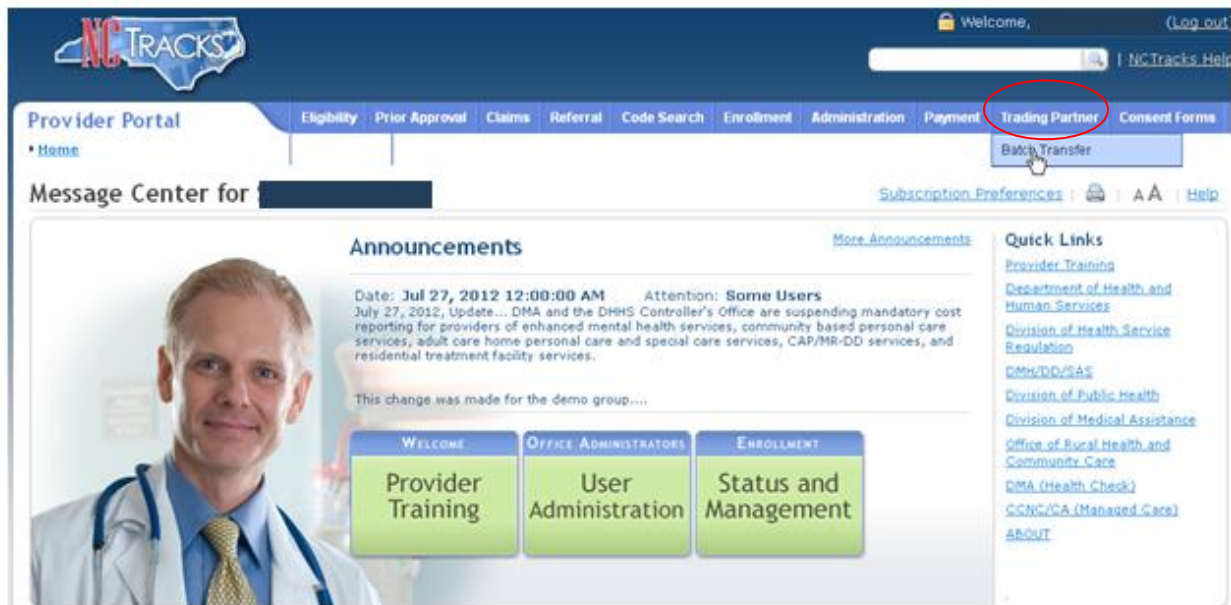 NCTRACKS
Welcome, (Log out
NCTracks Help
Provider Portal
Eligibility Prior Approval Claims Referral Code Search Enrollment Administration Payment Trading Partner Consent Forms
Home
Batch Transfer
Message Center for
Subscription Preferences | A A | Help
Announcements
More Announcements
Date: Jul 27, 2012 12:00:00 AM Attention: Some Users
July 27, 2012, Update... DMA and the DHHS Controller's Office are suspending mandatory cost
reporting for providers of enhanced mental health services, community based personal care
services, adult care home personal care and special care services, CAP/MR-DD services, and
residential treatment facility services.
This change was made for the demo group....
WELCOME
Provider
Training
OFFICE ADMINISTRATORS
User
Administration
ENROLLMENT
Status and
Management
Quick Links
Provider Training
Department of Health and
Human Services
Division of Health Service
Regulation
DMH/DD/SAS
Division of Public Health
Division of Medical Assistance
Office of Rural Health and
Community Care
DMA (Health Check)
CCNC/CA (Managed Care)
ABOUT